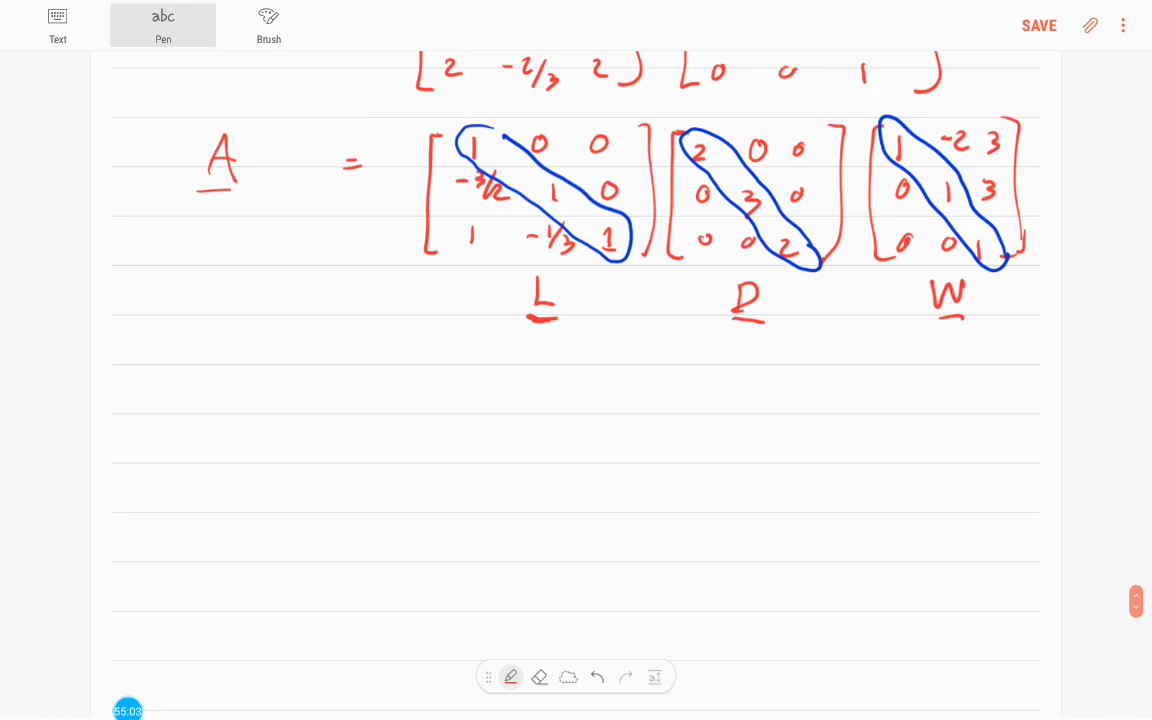 Text abc Pen Brush SAVE
[ 2 -2/3 2 ] [ 0 0 1 ]
A = [ 1 0 0 ] [ 2 0 0 ] [ 1 -2 3 ]
[ -3/2 1 0 ] [ 0 3 0 ] [ 0 1 3 ]
[ 1 -1/3 1 ] [ 0 0 2 ] [ 0 0 1 ]
L D W
55:03